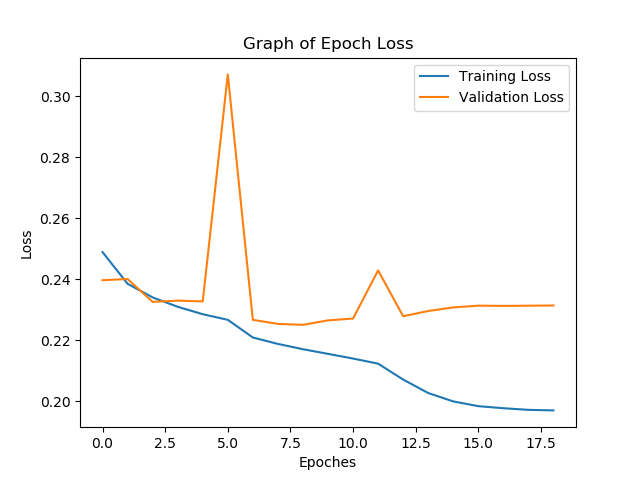 Graph of Epoch Loss
Training Loss
Validation Loss
0.30
0.28
0.26
0.24
0.22
0.20
Loss
0.0 2.5 5.0 7.5 10.0 12.5 15.0 17.5
Epoches